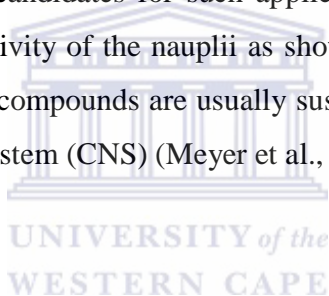 candidates for such applic
ivity of the nauplii as show
compounds are usually sus
stem (CNS) (Meyer et al.,
UNIVERSITY of the
WESTERN CAPE